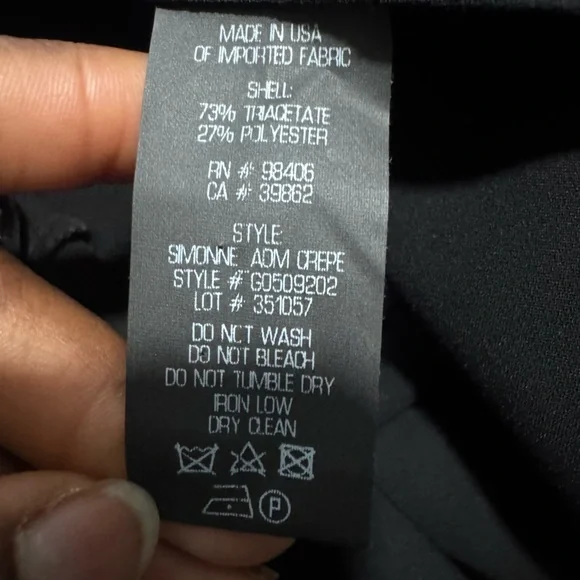 MADE IN USA
OF IMPORTED FABRIC
SHELL:
73% TRIACETATE
27% POLYESTER
RN # 98406
CA # 39862
STYLE:
SIMONNE ADM CREPE
STYLE # G0509202
LOT # 351057
DO NOT WASH
DO NOT BLEACH
DO NOT TUMBLE DRY
IRON LOW
DRY CLEAN
P